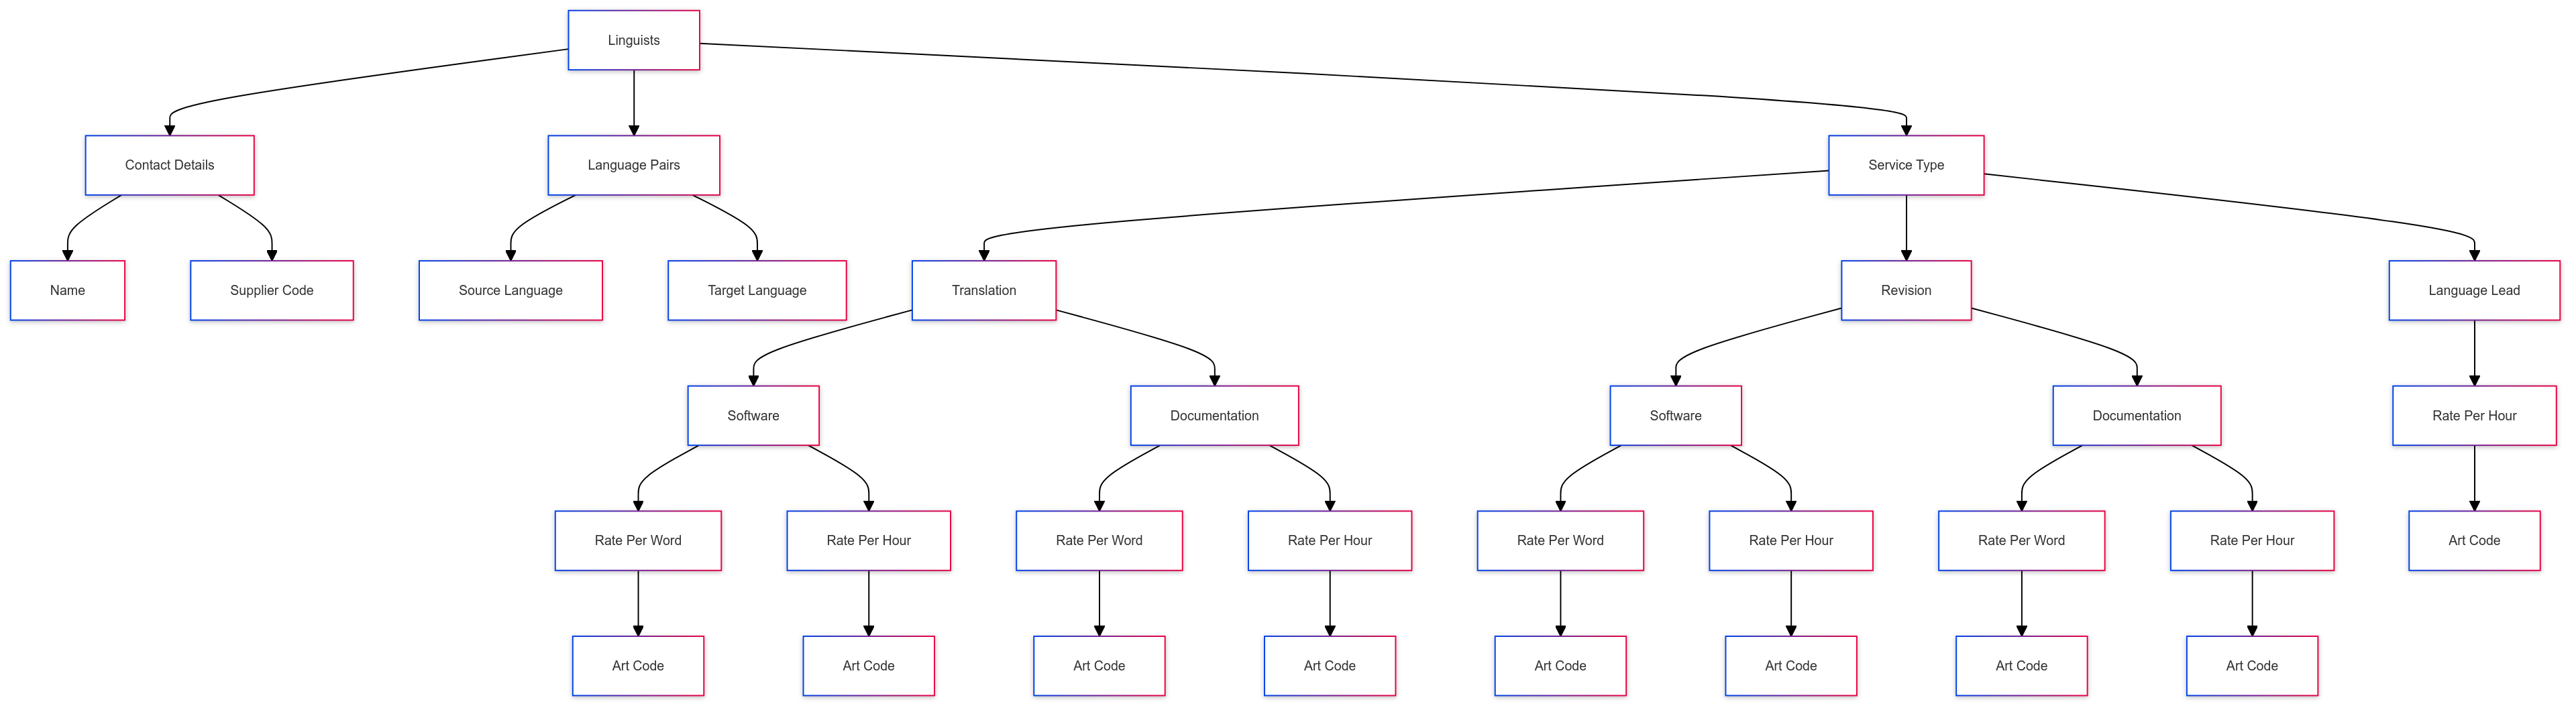 Linguists
Contact Details
Language Pairs
Service Type
Name
Supplier Code
Source Language
Target Language
Translation
Revision
Language Lead
Software
Documentation
Software
Documentation
Rate Per Hour
Rate Per Word
Rate Per Hour
Rate Per Word
Rate Per Hour
Rate Per Word
Rate Per Hour
Rate Per Word
Rate Per Hour
Art Code
Art Code
Art Code
Art Code
Art Code
Art Code
Art Code
Art Code
Art Code